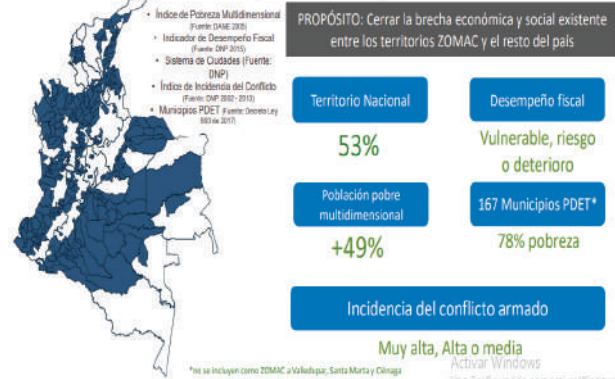 • Índice de Pobreza Multidimensional
(Fuente: DANE 2005)
• Indicador de Desempeño Fiscal
(Fuente: DNP 2015)
• Sistema de Ciudades (Fuente:
DNP)
• Índice de Incidencia del Conflicto
(Fuente: DNP 2002 - 2013)
• Municipios PDET (Fuente: Decreto Ley
893 de 2017)
PROPÓSITO: Cerrar la brecha económica y social existente
entre los territorios ZOMAC y el resto del país
Territorio Nacional
53%
Desempeño fiscal
Vulnerable, riesgo
o deterioro
Población pobre
multidimensional
+49%
167 Municipios PDET*
78% pobreza
Incidencia del conflicto armado
Muy alta, Alta o media
*no se incluyen como ZOMAC a Valledupar, Santa Marta y Ciénaga
Activar Windows